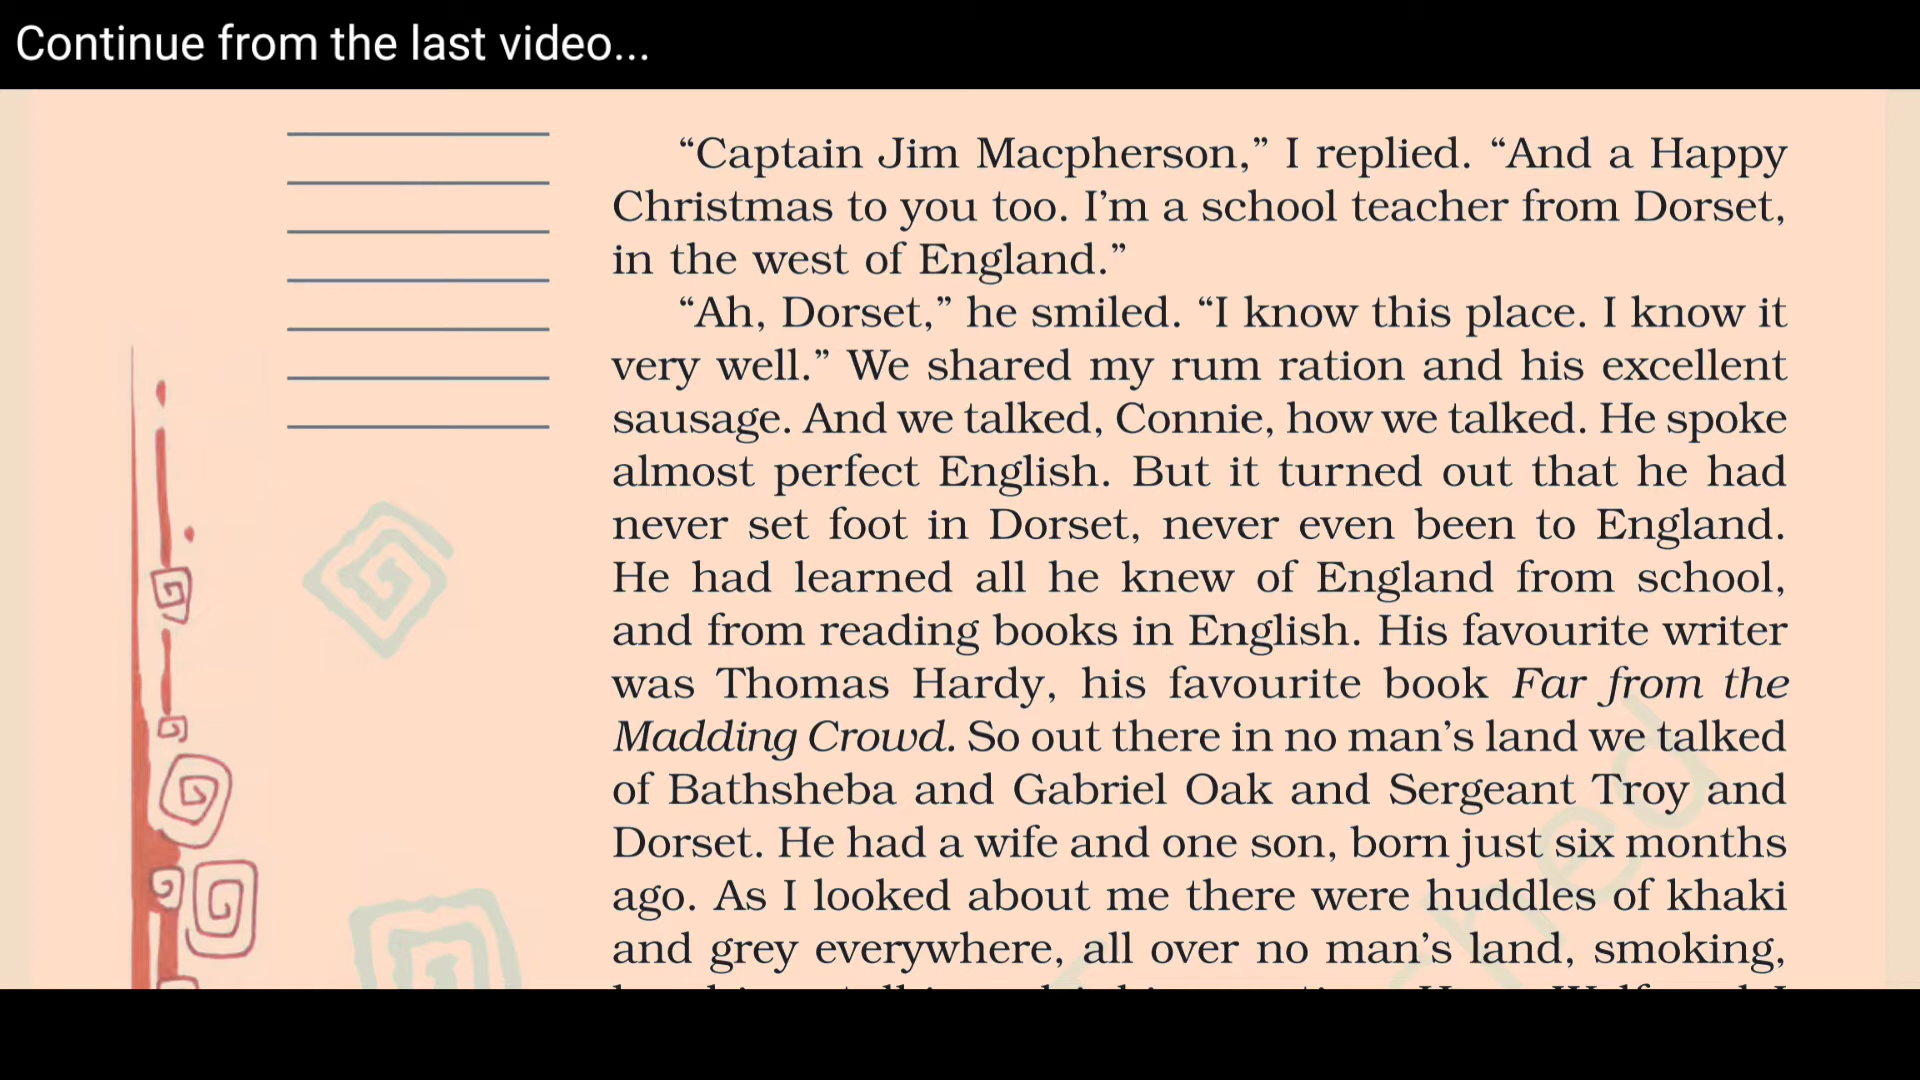 Continue from the last video...
“Captain Jim Macpherson,” I replied. “And a Happy
Christmas to you too. I’m a school teacher from Dorset,
in the west of England.”
“Ah, Dorset,” he smiled. “I know this place. I know it
very well.” We shared my rum ration and his excellent
sausage. And we talked, Connie, how we talked. He spoke
almost perfect English. But it turned out that he had
never set foot in Dorset, never even been to England.
He had learned all he knew of England from school,
and from reading books in English. His favourite writer
was Thomas Hardy, his favourite book Far from the
Madding Crowd. So out there in no man’s land we talked
of Bathsheba and Gabriel Oak and Sergeant Troy and
Dorset. He had a wife and one son, born just six months
ago. As I looked about me there were huddles of khaki
and grey everywhere, all over no man’s land, smoking,